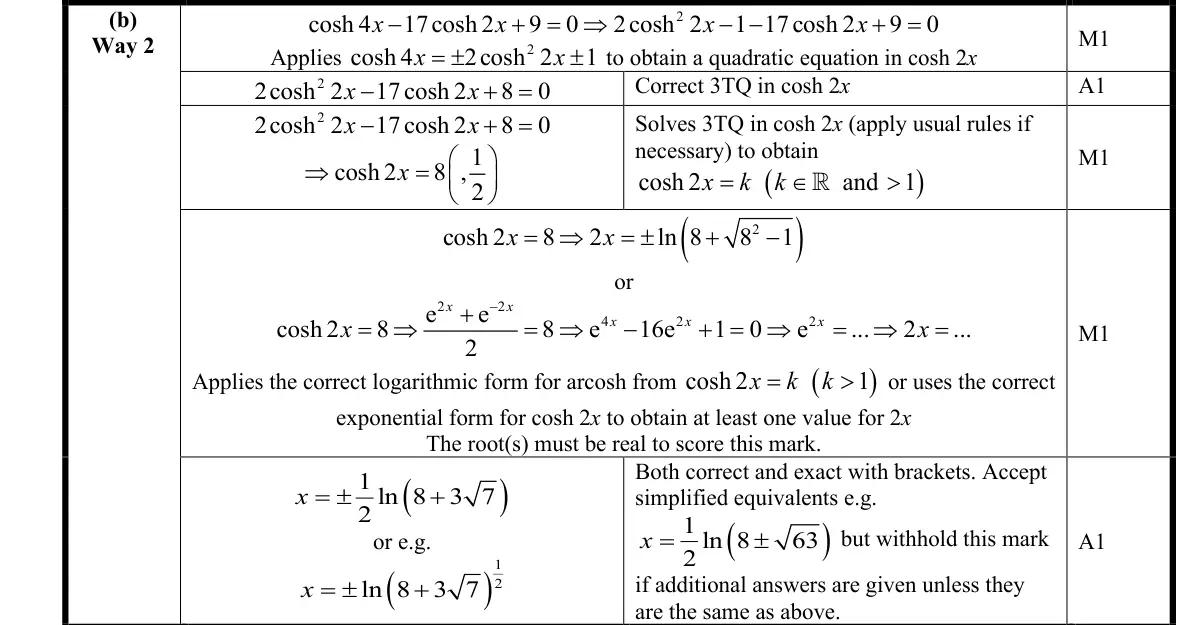 (b)
Way 2
cosh 4x − 17 cosh 2x + 9 = 0 ⇒ 2 cosh² 2x − 1 − 17 cosh 2x + 9 = 0
Applies cosh 4x = ±2 cosh² 2x ± 1 to obtain a quadratic equation in cosh 2x
M1
2 cosh² 2x − 17 cosh 2x + 8 = 0
Correct 3TQ in cosh 2x
A1
2 cosh² 2x − 17 cosh 2x + 8 = 0
⇒ cosh 2x = 8 (, 1/2)
Solves 3TQ in cosh 2x (apply usual rules if
necessary) to obtain
cosh 2x = k (k ∈ ℝ and > 1)
M1
cosh 2x = 8 ⇒ 2x = ± ln(8 + √(8² − 1))
or
cosh 2x = 8 ⇒ (e²ˣ + e⁻²ˣ)/2 = 8 ⇒ e⁴ˣ − 16e²ˣ + 1 = 0 ⇒ e²ˣ = ... ⇒ 2x = ...
Applies the correct logarithmic form for arcosh from cosh 2x = k (k > 1) or uses the correct
exponential form for cosh 2x to obtain at least one value for 2x
The root(s) must be real to score this mark.
M1
x = ± 1/2 ln(8 + 3√7)
or e.g.
x = ± ln(8 + 3√7)^(1/2)
Both correct and exact with brackets. Accept
simplified equivalents e.g.
x = 1/2 ln(8 ± √63) but withhold this mark
if additional answers are given unless they
are the same as above.
A1